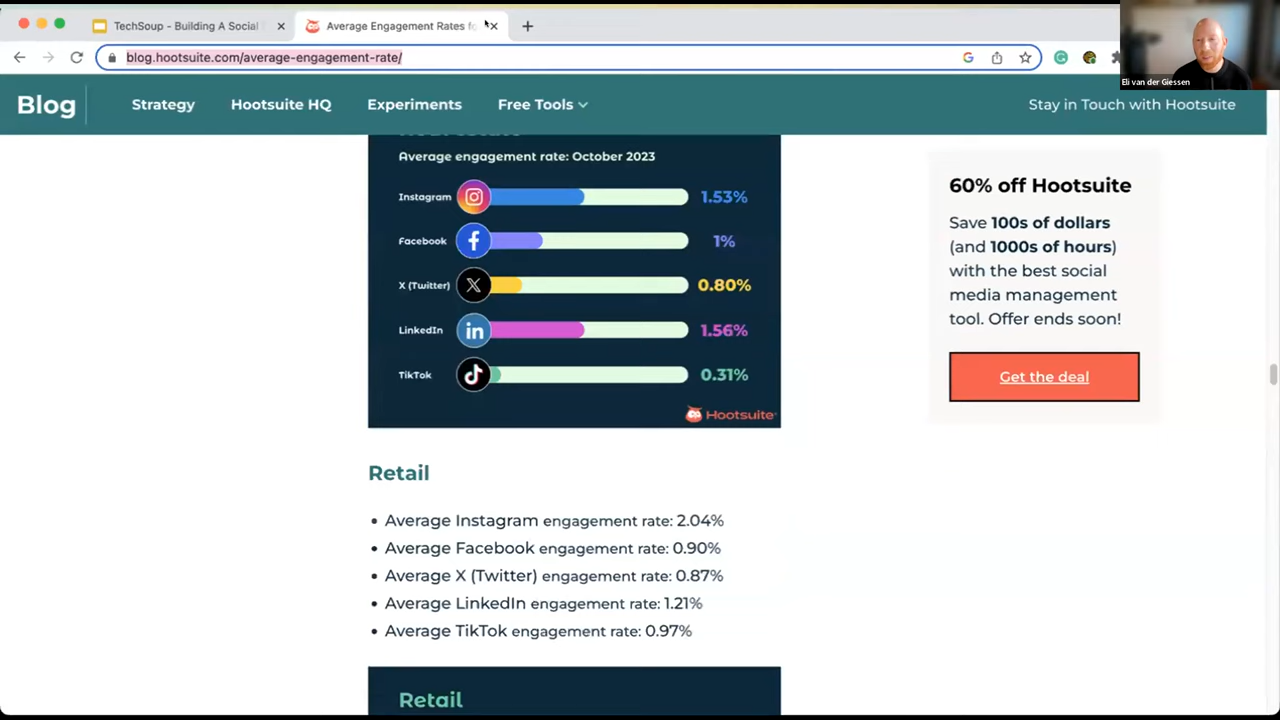 TechSoup - Building A Social
Average Engagement Rates fo
blog.hootsuite.com/average-engagement-rate/
Eli van der Giessen
Blog
Strategy
Hootsuite HQ
Experiments
Free Tools
Stay in Touch with Hootsuite
Average engagement rate: October 2023
Instagram 1.53%
Facebook 1%
X (Twitter) 0.80%
LinkedIn 1.56%
TikTok 0.31%
Hootsuite
60% off Hootsuite
Save 100s of dollars
(and 1000s of hours)
with the best social
media management
tool. Offer ends soon!
Get the deal
Retail
• Average Instagram engagement rate: 2.04%
• Average Facebook engagement rate: 0.90%
• Average X (Twitter) engagement rate: 0.87%
• Average LinkedIn engagement rate: 1.21%
• Average TikTok engagement rate: 0.97%
Retail